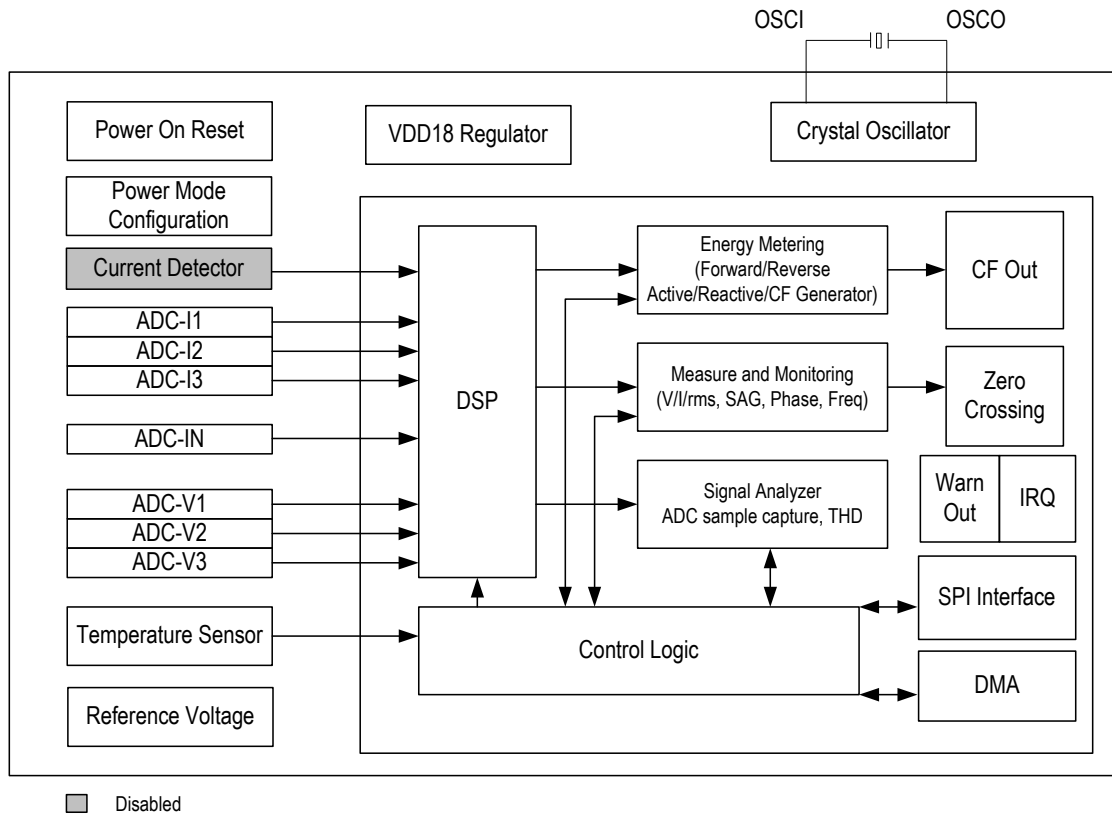 OSCI
OSCO
Power On Reset
VDD18 Regulator
Crystal Oscillator
Power Mode
Configuration
Current Detector
ADC-I1
ADC-I2
ADC-I3
ADC-IN
ADC-V1
ADC-V2
ADC-V3
Temperature Sensor
Reference Voltage
DSP
Energy Metering
(Forward/Reverse
Active/Reactive/CF Generator)
CF Out
Measure and Monitoring
(V/I/rms, SAG, Phase, Freq)
Zero
Crossing
Signal Analyzer
ADC sample capture, THD
Warn
Out
IRQ
Control Logic
SPI Interface
DMA
Disabled